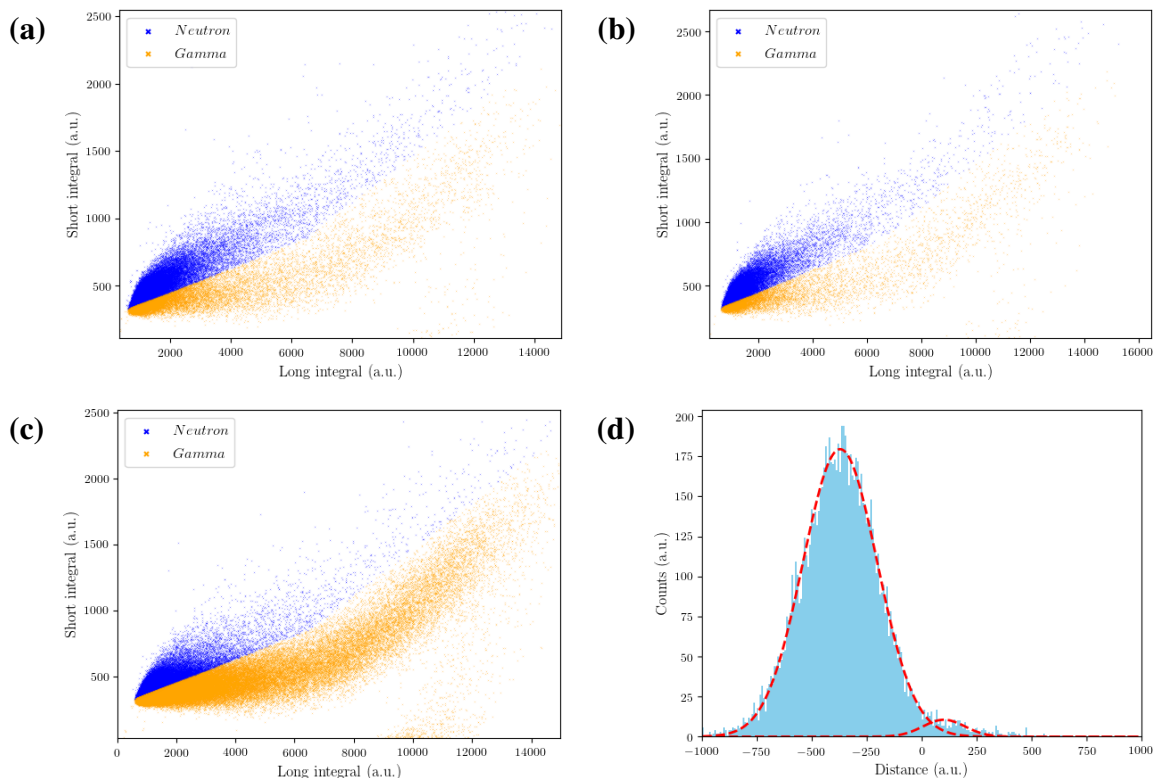 (a)
Neutron
Gamma
2500
2000
1500
1000
500
Short integral (a.u.)
2000 4000 6000 8000 10000 12000 14000
Long integral (a.u.)
(b)
Neutron
Gamma
2500
2000
1500
1000
500
Short integral (a.u.)
2000 4000 6000 8000 10000 12000 14000 16000
Long integral (a.u.)
(c)
Neutron
Gamma
2500
2000
1500
1000
500
Short integral (a.u.)
0 2000 4000 6000 8000 10000 12000 14000
Long integral (a.u.)
(d)
200
175
150
125
100
75
50
25
0
Counts (a.u.)
−1000 −750 −500 −250 0 250 500 750 1000
Distance (a.u.)